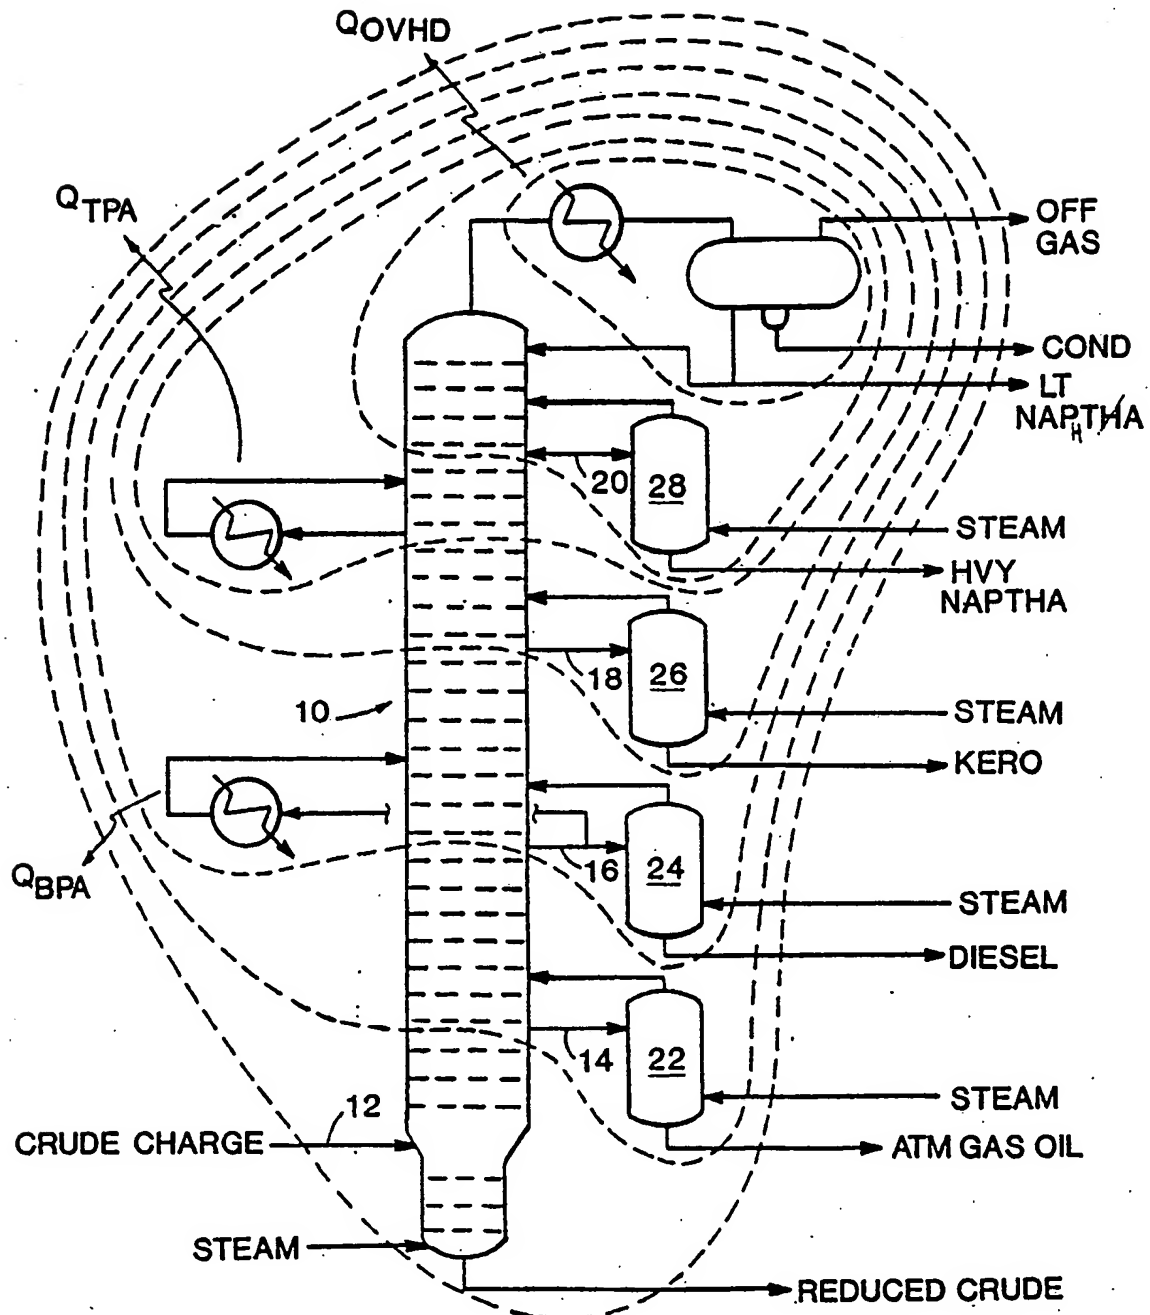 QOVHD
QTPA
OFF
GAS
COND
LT
NAPHTHA
20
28
STEAM
HVY
NAPTHA
18
26
10
STEAM
KERO
16
24
QBPA
STEAM
DIESEL
14
22
STEAM
12
CRUDE CHARGE
ATM GAS OIL
STEAM
REDUCED CRUDE